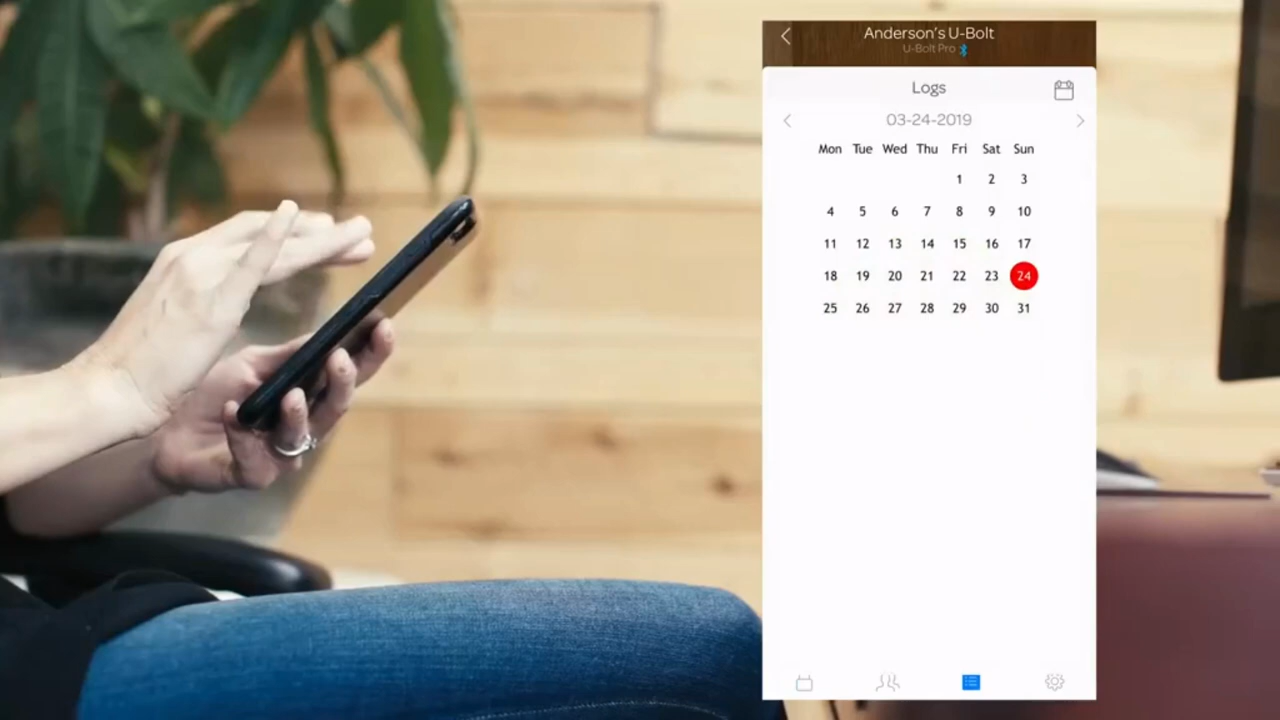 Anderson's U-Bolt
U-Bolt Pro
Logs
03-24-2019
Mon Tue Wed Thu Fri Sat Sun
1 2 3
4 5 6 7 8 9 10
11 12 13 14 15 16 17
18 19 20 21 22 23 24
25 26 27 28 29 30 31